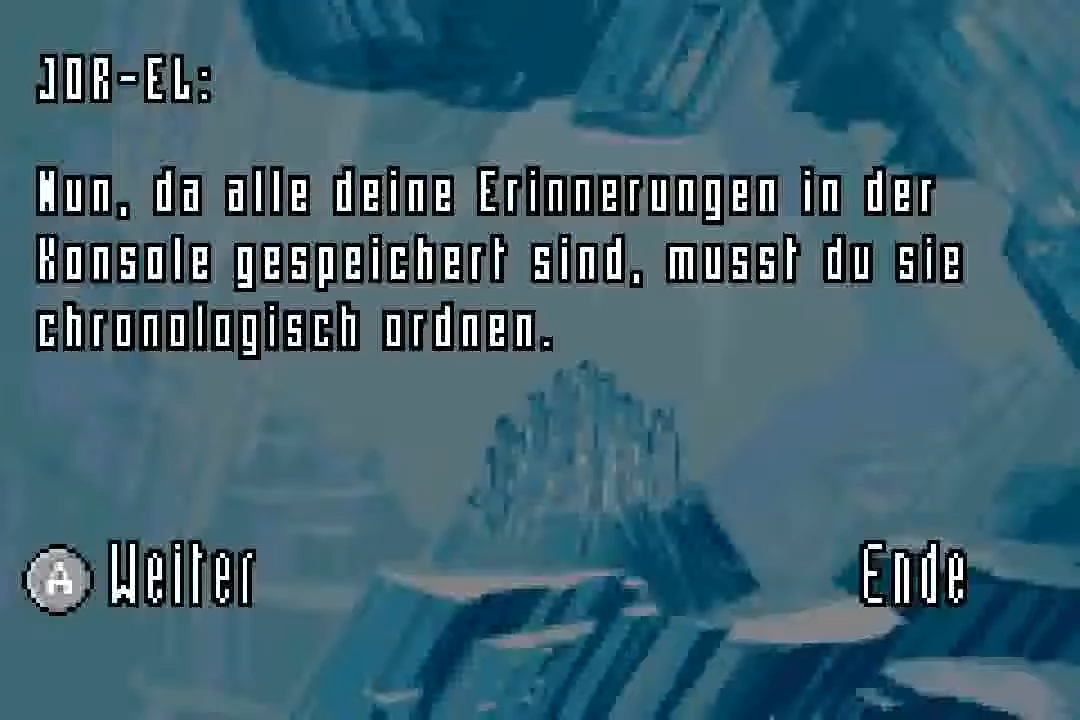 JOR-EL:
Nun, da alle deine Erinnerungen in der
Konsole gespeichert sind, musst du sie
chronologisch ordnen.
A Weiter
Ende